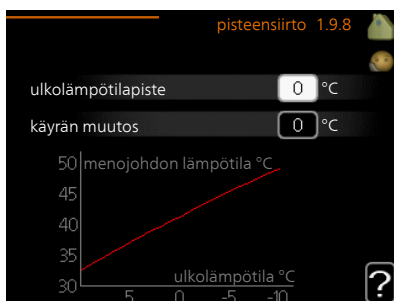 pisteensiirto 1.9.8
ulkolämpötilapiste 0 °C
käyrän muutos 0 °C
50 menojohdon lämpötila °C
45
40
35
ulkolämpötila °C
30
5 0 -5 -10
?